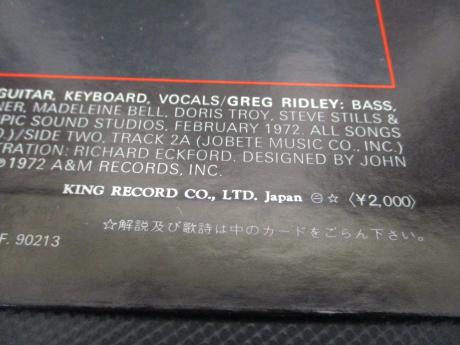 GUITAR, KEYBOARD, VOCALS/GREG RIDLEY: BASS,
NER, MADELEINE BELL, DORIS TROY, STEVE STILLS &
PIC SOUND STUDIOS, FEBRUARY 1972. ALL SONGS
.)/SIDE TWO, TRACK 2A (JOBETE MUSIC CO., INC.)
TRATION: RICHARD ECKFORD. DESIGNED BY JOHN
℗1972 A&M RECORDS, INC.
KING RECORD CO., LTD. Japan ㊀☆ 〈¥2,000〉
☆解説及び歌詩は中のカードをごらん下さい。
F. 90213